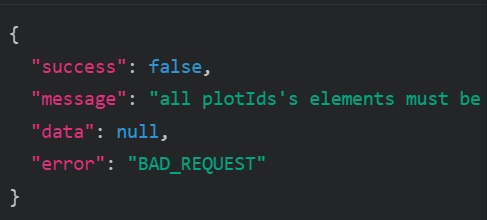 {
"success": false,
"message": "all plotIds's elements must be
"data": null,
"error": "BAD_REQUEST"
}